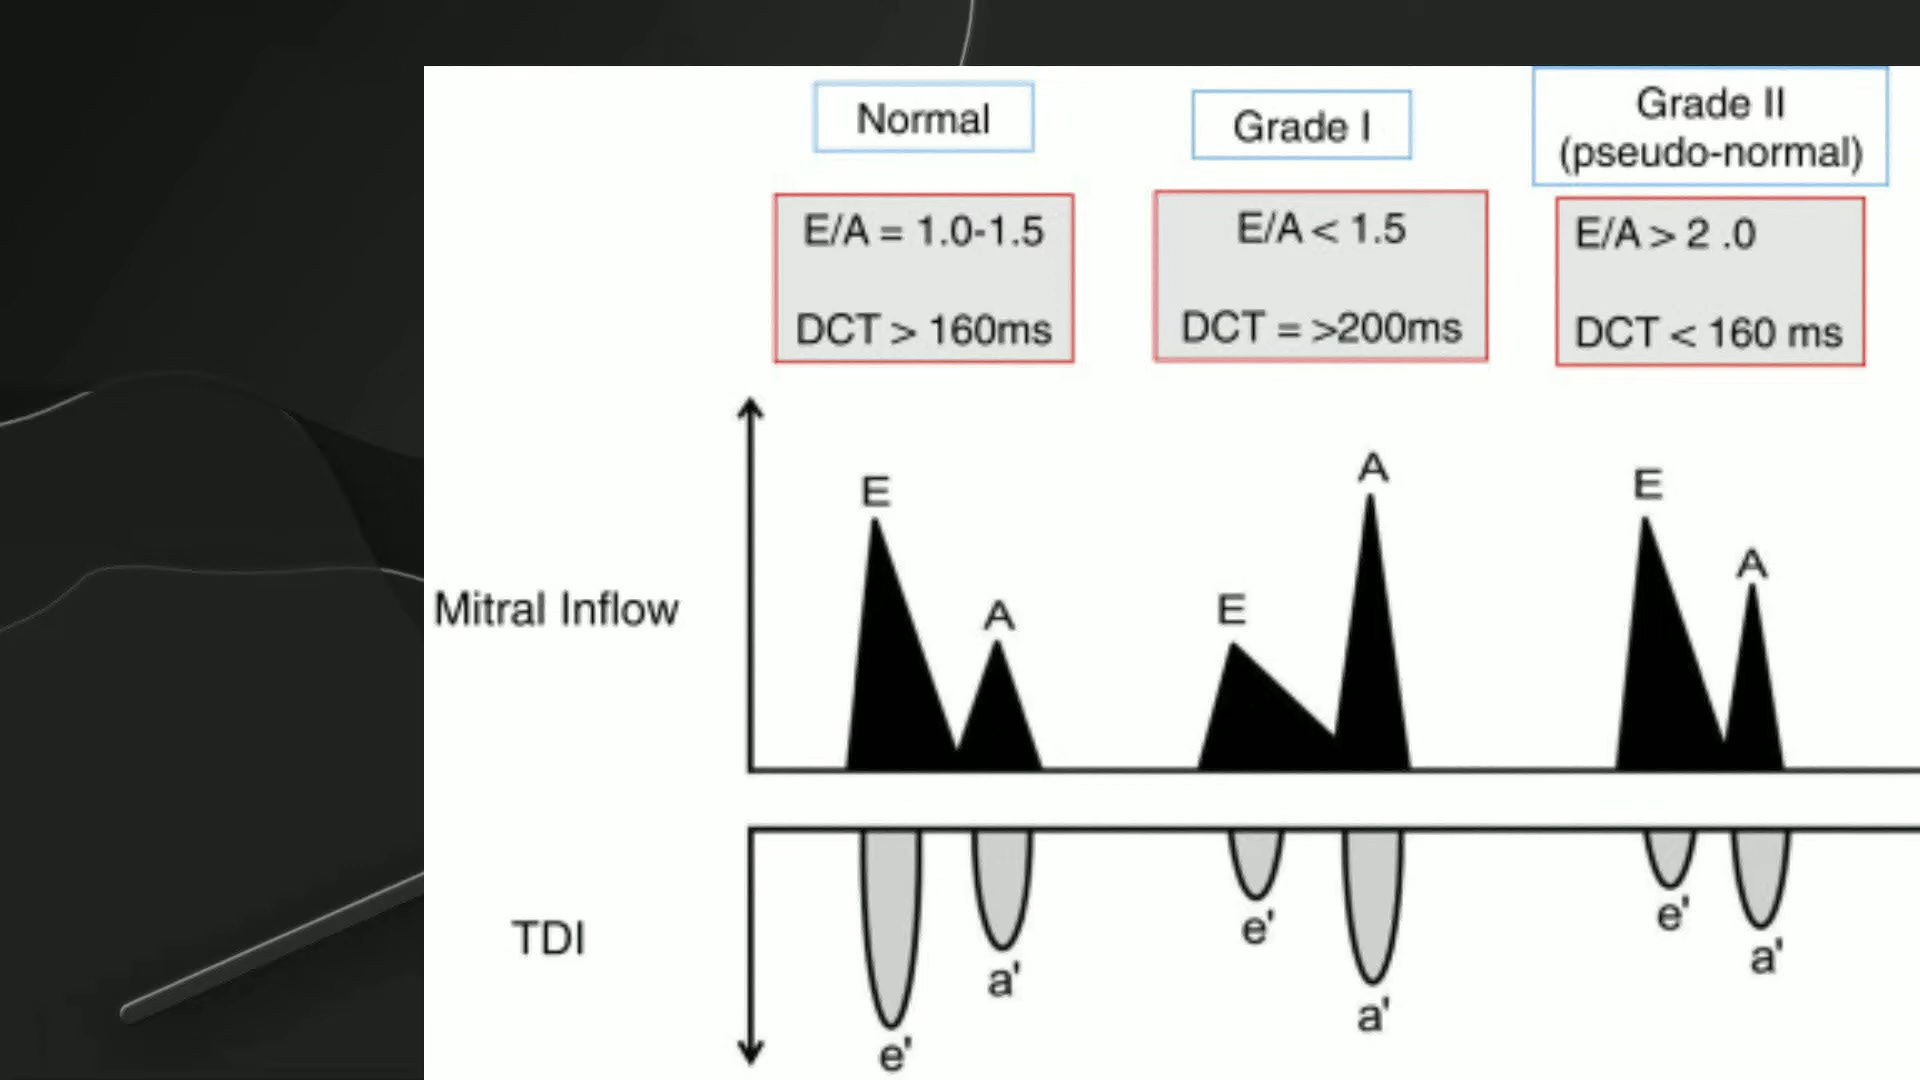 Normal
Grade I
Grade II
(pseudo-normal)
E/A = 1.0-1.5
DCT > 160ms
E/A < 1.5
DCT = >200ms
E/A > 2 .0
DCT < 160 ms
Mitral Inflow
E
A
E
A
E
A
TDI
e'
a'
e'
a'
e'
a'